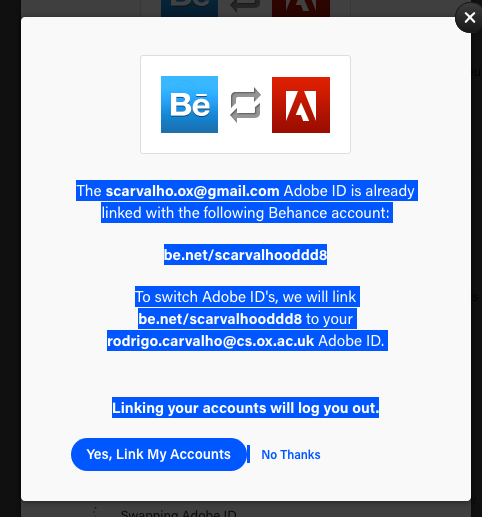 Bē
The scarvalho.ox@gmail.com Adobe ID is already
linked with the following Behance account:
be.net/scarvalhooddd8
To switch Adobe ID's, we will link
be.net/scarvalhooddd8 to your
rodrigo.carvalho@cs.ox.ac.uk Adobe ID.
Linking your accounts will log you out.
Yes, Link My Accounts
No Thanks
Swapping Adobe ID